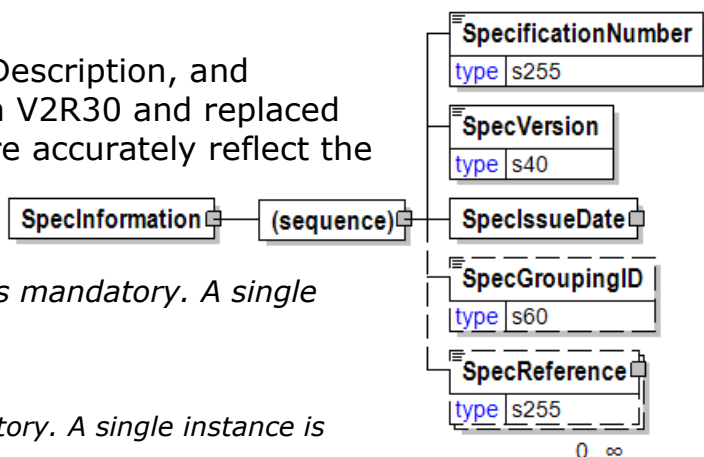 Description, and
V2R30 and replaced
accurately reflect the
s mandatory. A single
tory. A single instance is
SpecInformation
(sequence)
SpecificationNumber
type s255
SpecVersion
type s40
SpecIssueDate
SpecGroupingID
type s60
SpecReference
type s255
0 ∞